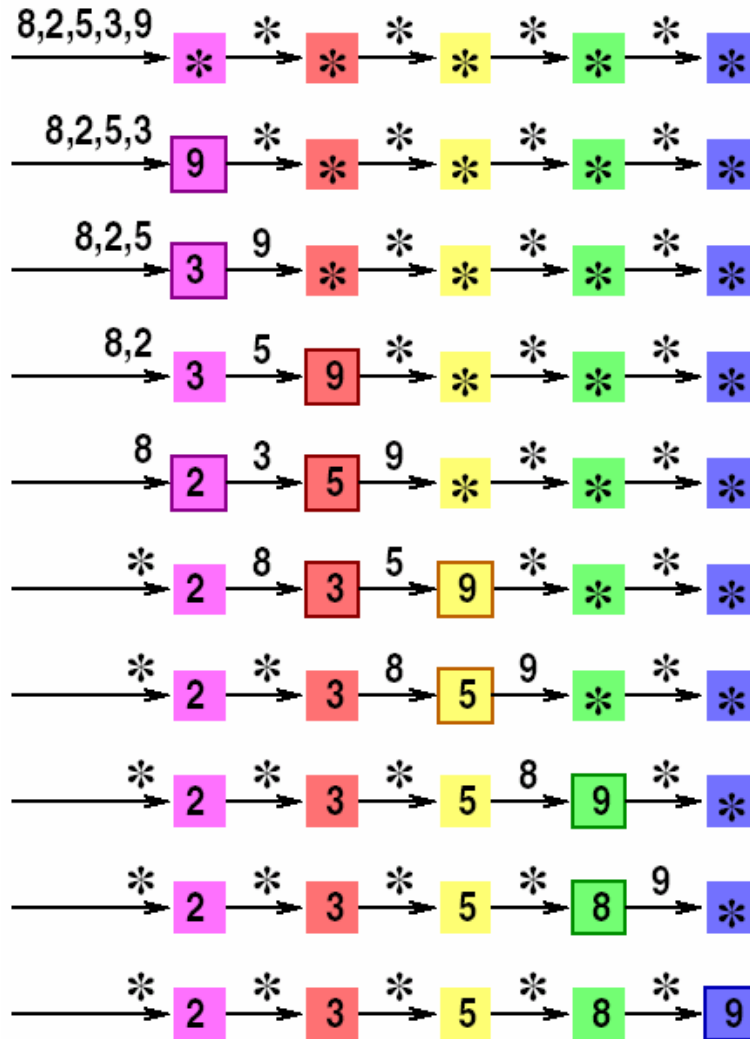 8,2,5,3,9 * * * * * * * * *
8,2,5,3 9 * * * * * * * *
8,2,5 3 9 * * * * * * *
8,2 3 5 9 * * * * * *
8 2 3 5 9 * * * * *
* 2 8 3 5 9 * * * *
* 2 * 3 8 5 9 * * *
* 2 * 3 * 5 8 9 * *
* 2 * 3 * 5 * 8 9 *
* 2 * 3 * 5 * 8 * 9